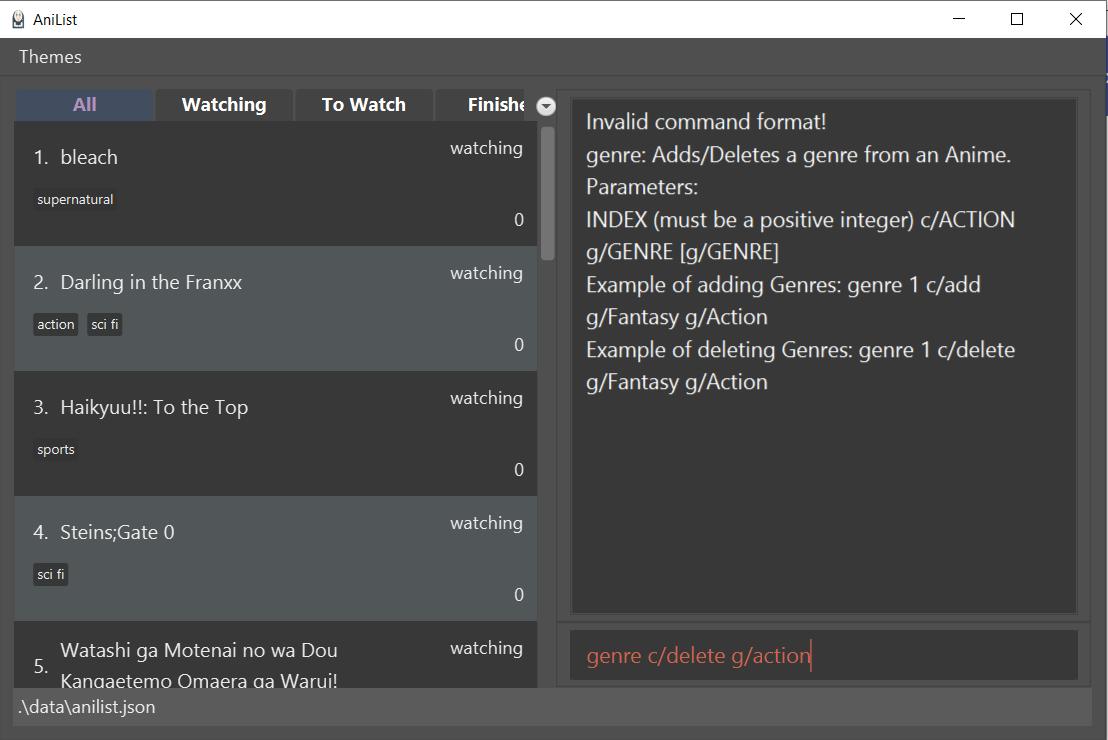 AniList
Themes
All Watching To Watch Finishe
1. bleach
watching
supernatural
0
2. Darling in the Franxx
watching
action sci fi
0
3. Haikyuu!!: To the Top
watching
sports
0
4. Steins;Gate 0
watching
sci fi
0
5. Watashi ga Motenai no wa Dou
Kangaetemo Omaera ga Warui!
watching
Invalid command format!
genre: Adds/Deletes a genre from an Anime.
Parameters:
INDEX (must be a positive integer) c/ACTION
g/GENRE [g/GENRE]
Example of adding Genres: genre 1 c/add
g/Fantasy g/Action
Example of deleting Genres: genre 1 c/delete
g/Fantasy g/Action
genre c/delete g/action
.\data\anilist.json